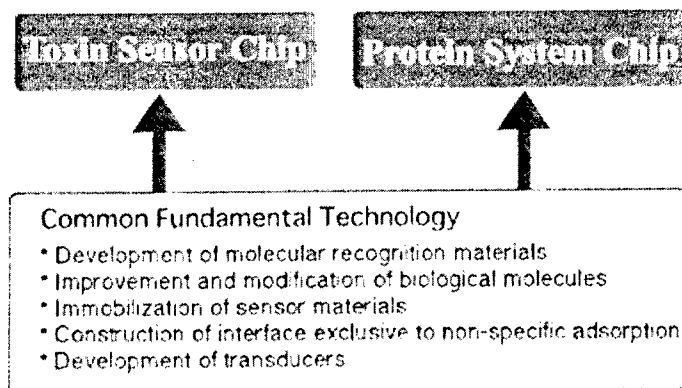 Toxin Sensor Chip Protein System Chip
Common Fundamental Technology
* Development of molecular recognition materials
* Improvement and modification of biological molecules
* Immobilization of sensor materials
* Construction of interface exclusive to non-specific adsorption
* Development of transducers